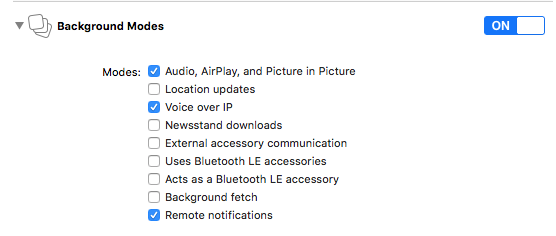 Background Modes ON
Modes: Audio, AirPlay, and Picture in Picture
Location updates
Voice over IP
Newsstand downloads
External accessory communication
Uses Bluetooth LE accessories
Acts as a Bluetooth LE accessory
Background fetch
Remote notifications